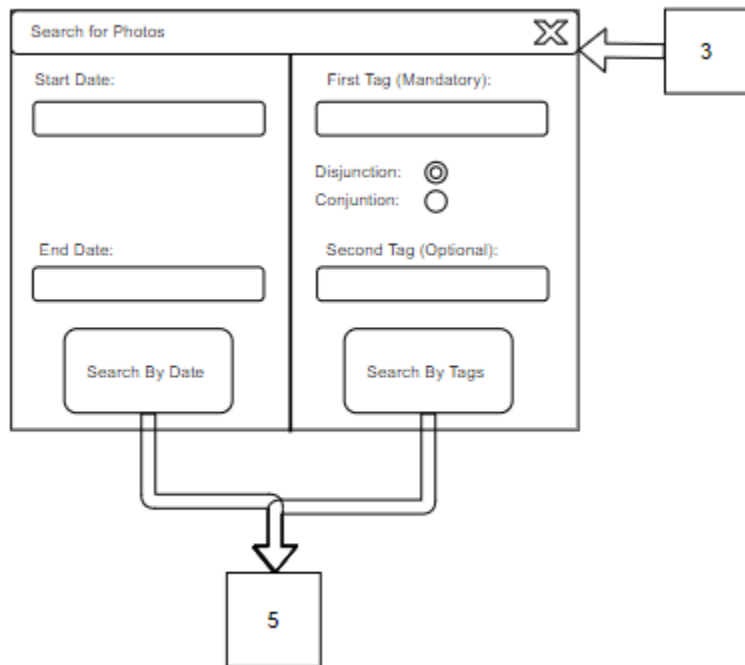 Search for Photos
3
Start Date:
First Tag (Mandatory):
Disjunction:
Conjuntion:
End Date:
Second Tag (Optional):
Search By Date
Search By Tags
5